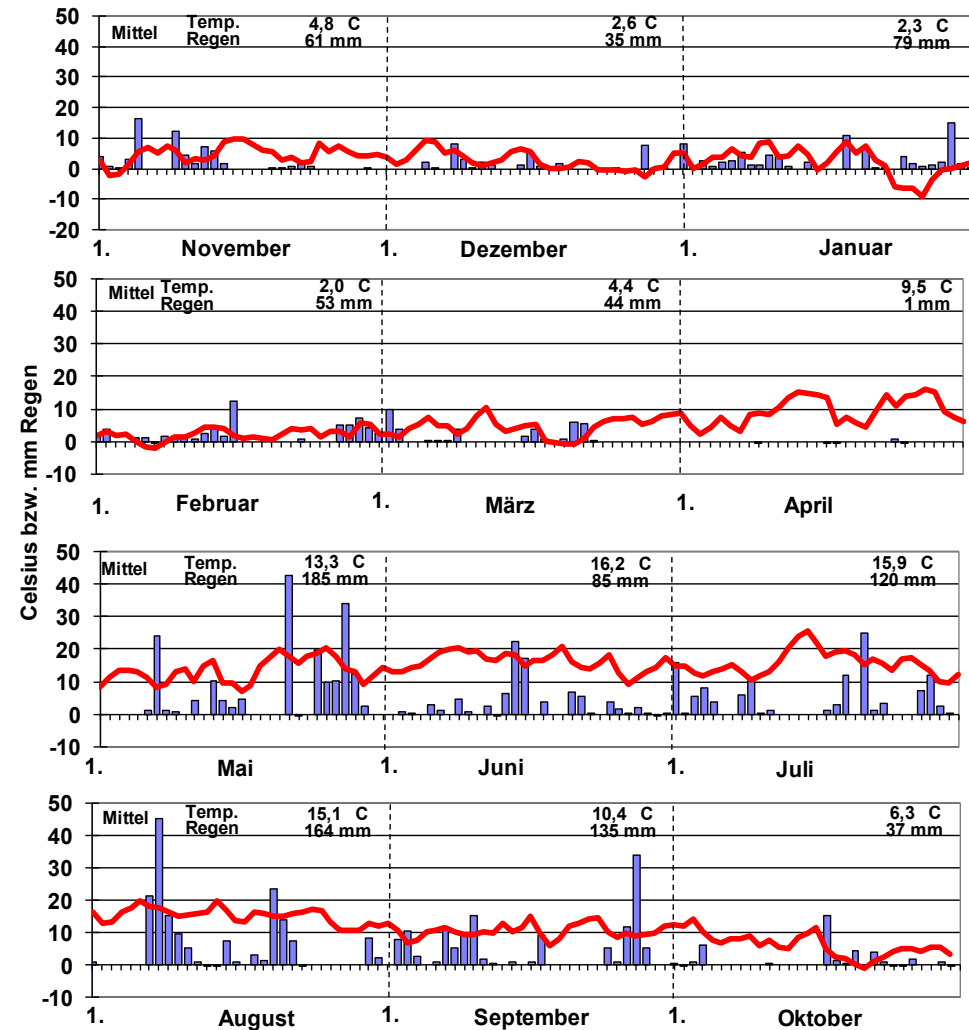 Celsius bzw. mm Regen
50
40
30
20
10
0
-10
-20
Mittel Temp. 4,8 C 2,6 C 2,3 C
Regen 61 mm 35 mm 79 mm
1. November 1. Dezember 1. Januar
50
40
30
20
10
0
-10
Mittel Temp. 2,0 C 4,4 C 9,5 C
Regen 53 mm 44 mm 1 mm
1. Februar 1. März 1. April
50
40
30
20
10
0
-10
Mittel Temp. 13,3 C 16,2 C 15,9 C
Regen 185 mm 85 mm 120 mm
1. Mai 1. Juni 1. Juli
50
40
30
20
10
0
-10
Mittel Temp. 15,1 C 10,4 C 6,3 C
Regen 164 mm 135 mm 37 mm
1. August 1. September 1. Oktober